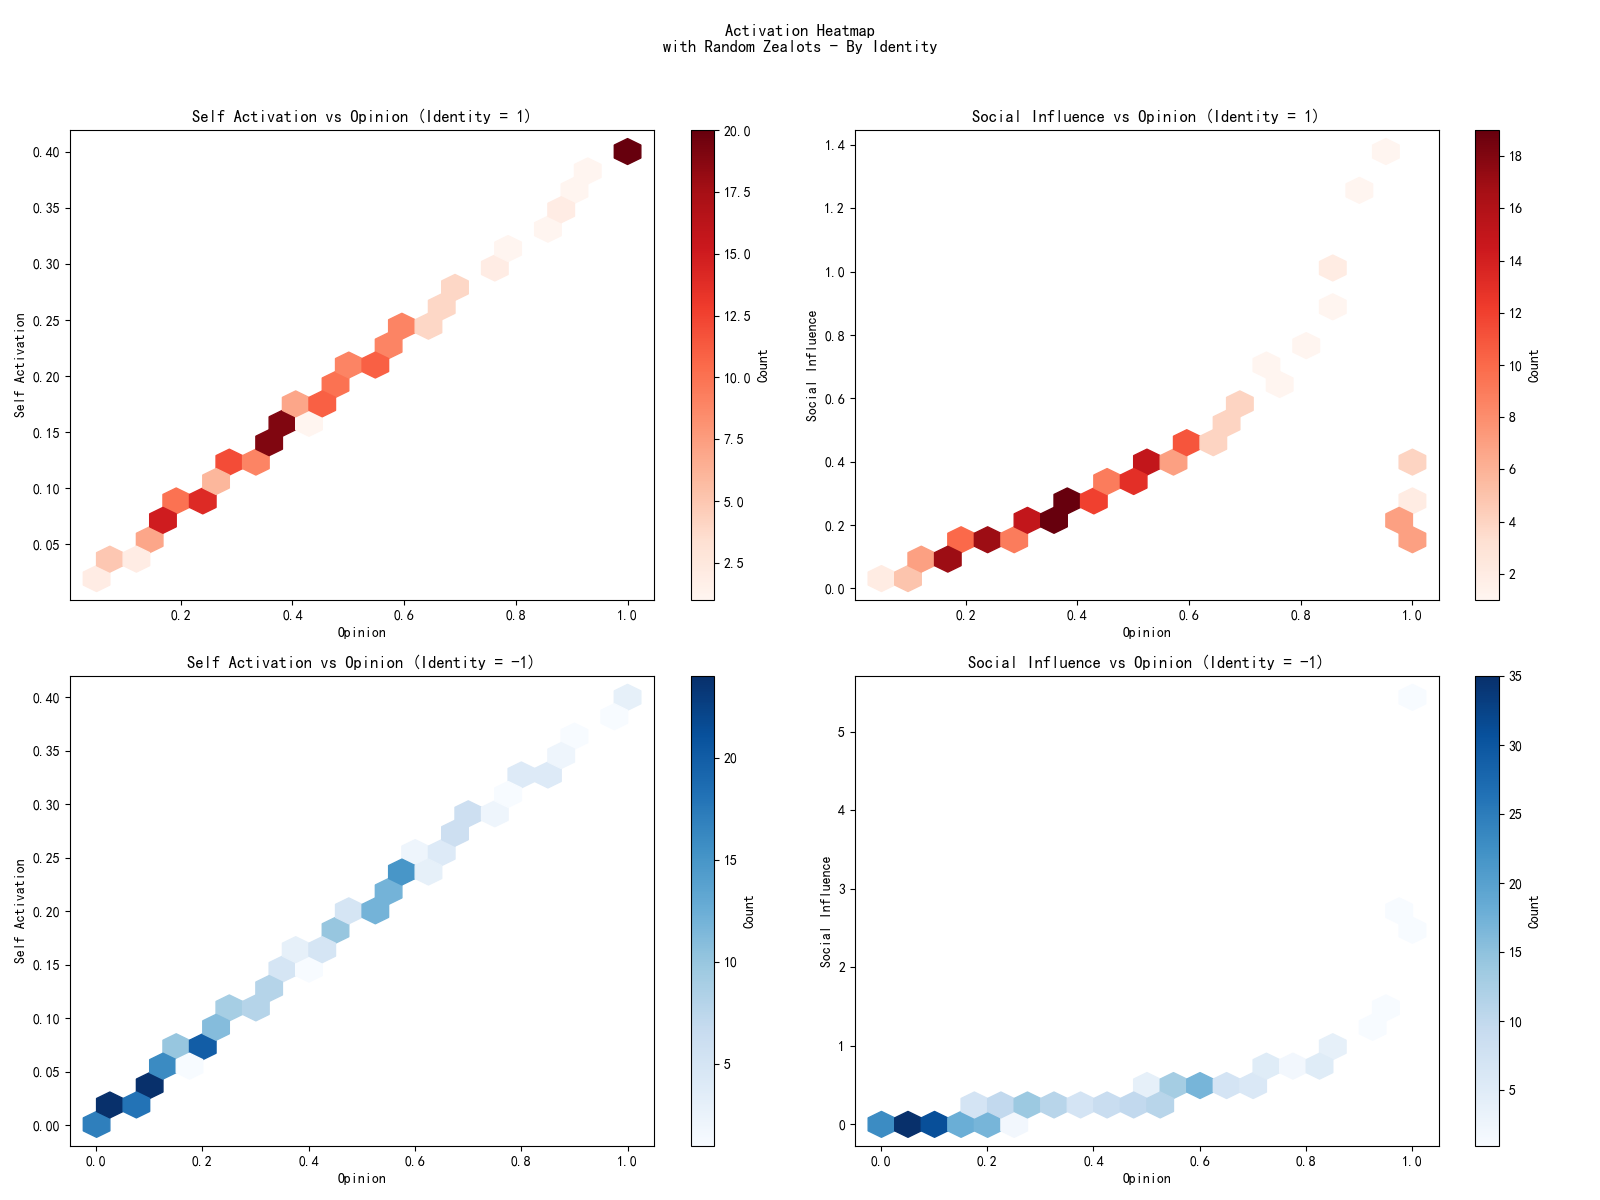 Activation Heatmap
with Random Zealots - By Identity
Self Activation vs Opinion (Identity = 1)
Self Activation
0.40
0.35
0.30
0.25
0.20
0.15
0.10
0.05
0.2 0.4 0.6 0.8 1.0
Opinion
20.0
17.5
15.0
12.5
10.0
7.5
5.0
2.5
Count
Social Influence vs Opinion (Identity = 1)
Social Influence
1.4
1.2
1.0
0.8
0.6
0.4
0.2
0.0
0.2 0.4 0.6 0.8 1.0
Opinion
18
16
14
12
10
8
6
4
2
Count
Self Activation vs Opinion (Identity = -1)
Self Activation
0.40
0.35
0.30
0.25
0.20
0.15
0.10
0.05
0.00
0.0 0.2 0.4 0.6 0.8 1.0
Opinion
20
15
10
5
Count
Social Influence vs Opinion (Identity = -1)
Social Influence
5
4
3
2
1
0
0.0 0.2 0.4 0.6 0.8 1.0
Opinion
35
30
25
20
15
10
5
Count